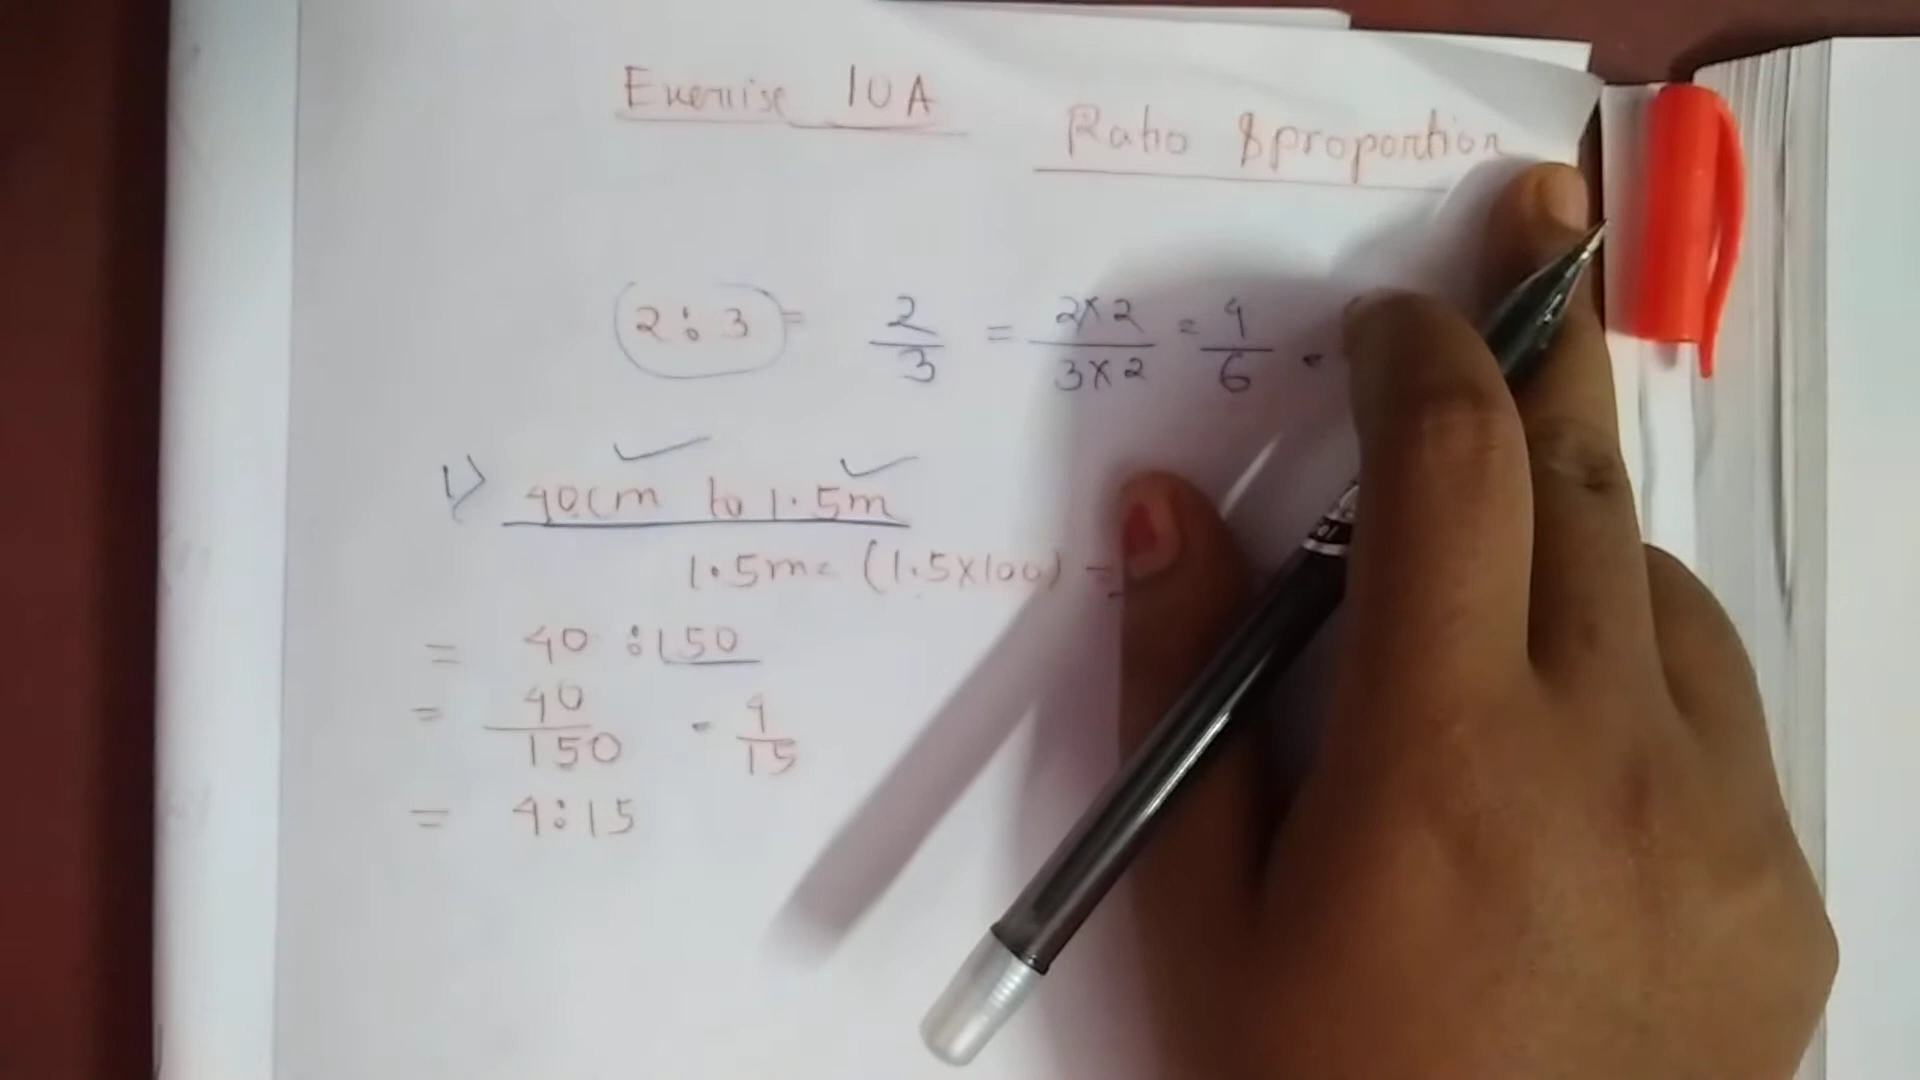 Exercise 10A
Ratio & proportion
2:3 = 2/3 = 2×2/3×2 = 4/6 =
1) 40cm to 1.5m
1.5m = (1.5×100) =
= 40 : 150
= 40/150 = 4/15
= 4:15